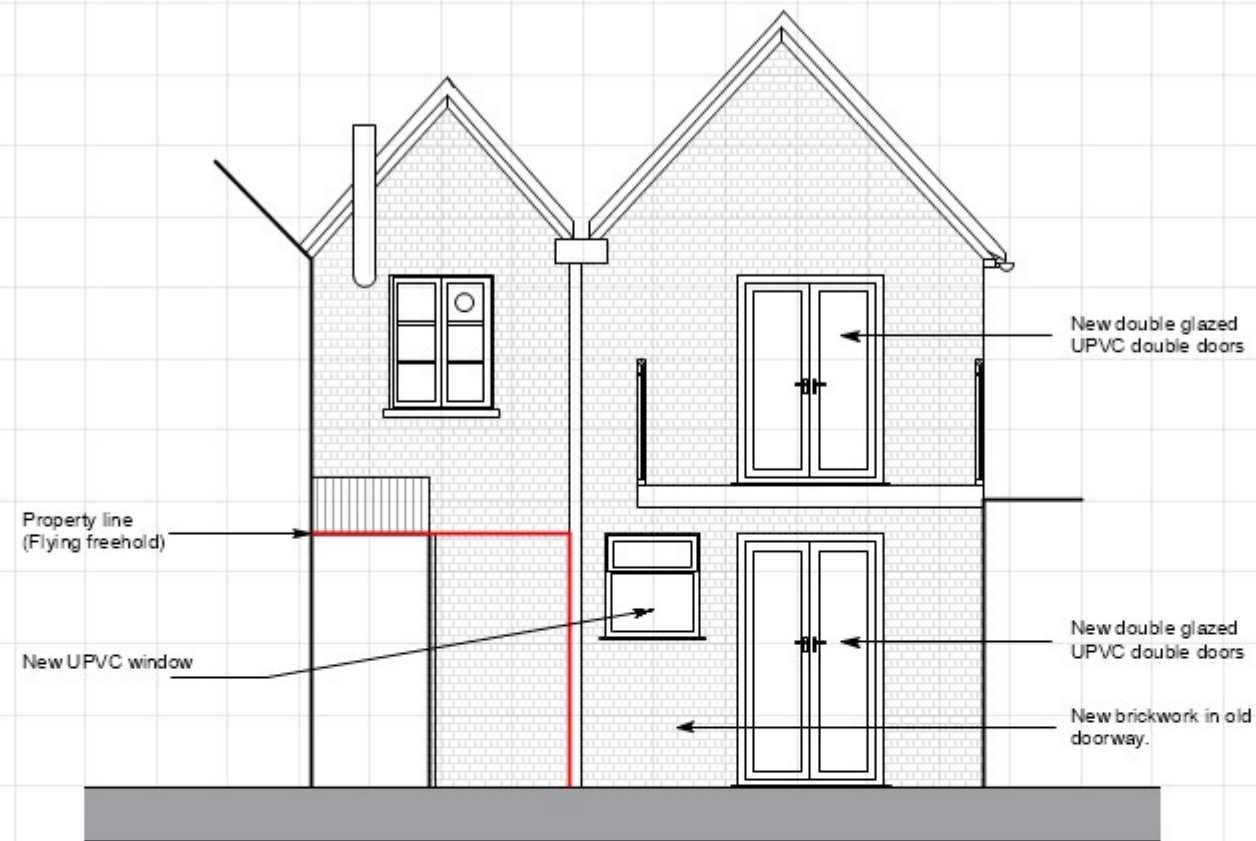 New double glazed
UPVC double doors
Property line
(Flying freehold)
New UPVC window
New double glazed
UPVC double doors
New brickwork in old
doorway.